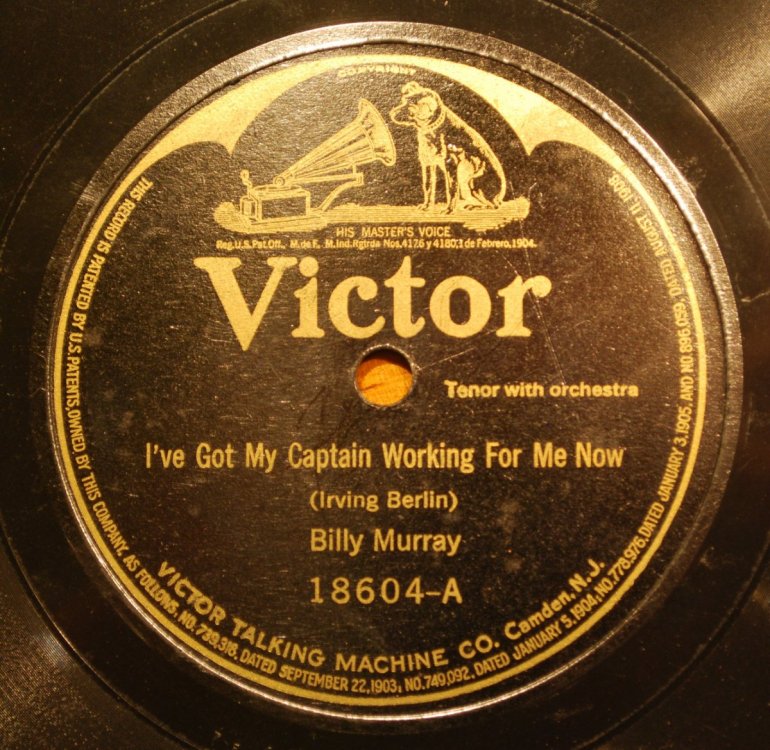 COPYRIGHT
HIS MASTER'S VOICE
Reg.U.S.Pat.Off. M.de F. M.Ind.Rgtrda Nos.4126 y 4180,1 de Febrero,1904.
Victor
Tenor with orchestra
I've Got My Captain Working For Me Now
(Irving Berlin)
Billy Murray
18604-A
VICTOR TALKING MACHINE CO. Camden, N.J.
THIS RECORD IS PATENTED BY U.S. PATENTS, OWNED BY THIS COMPANY, AS FOLLOWS, NO. 739,318, DATED SEPTEMBER 22, 1903; NO. 749,092, DATED JANUARY 5, 1904, NO. 778,976, DATED JANUARY 3, 1905, AND NO. 896,059, DATED AUGUST 11, 1908